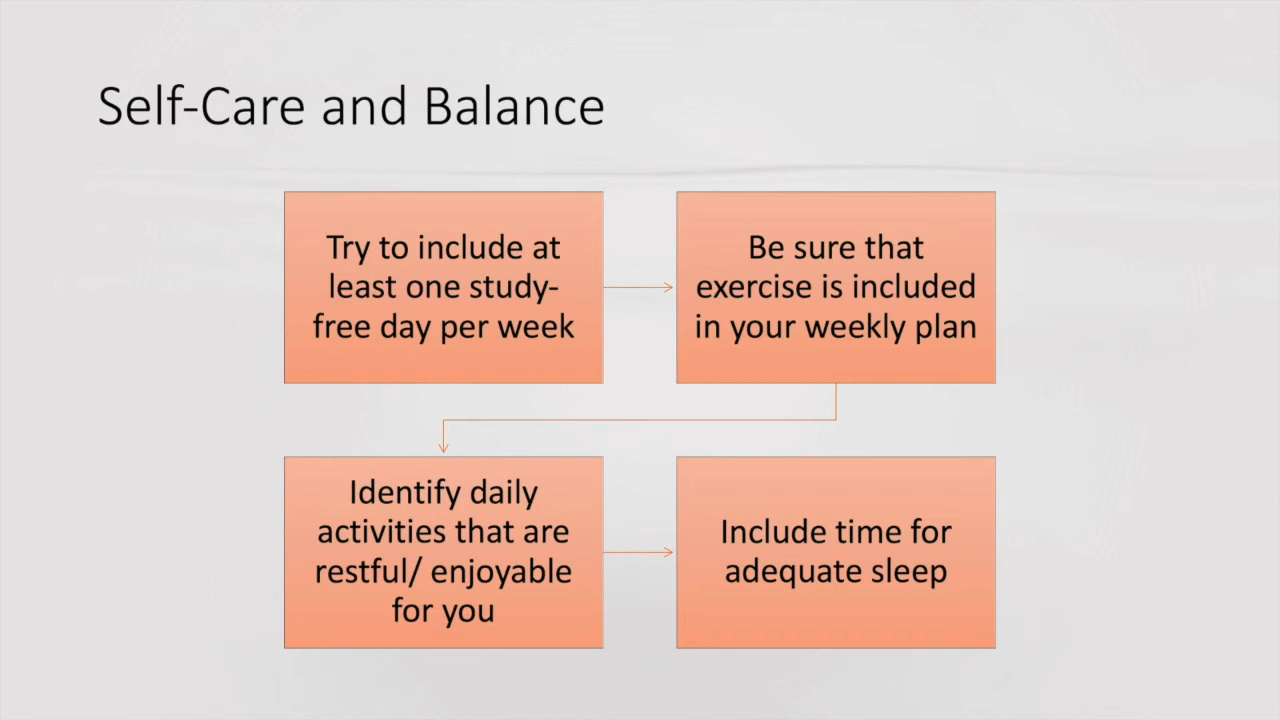 Self-Care and Balance
Try to include at
least one study-
free day per week
Be sure that
exercise is included
in your weekly plan
Identify daily
activities that are
restful/ enjoyable
for you
Include time for
adequate sleep